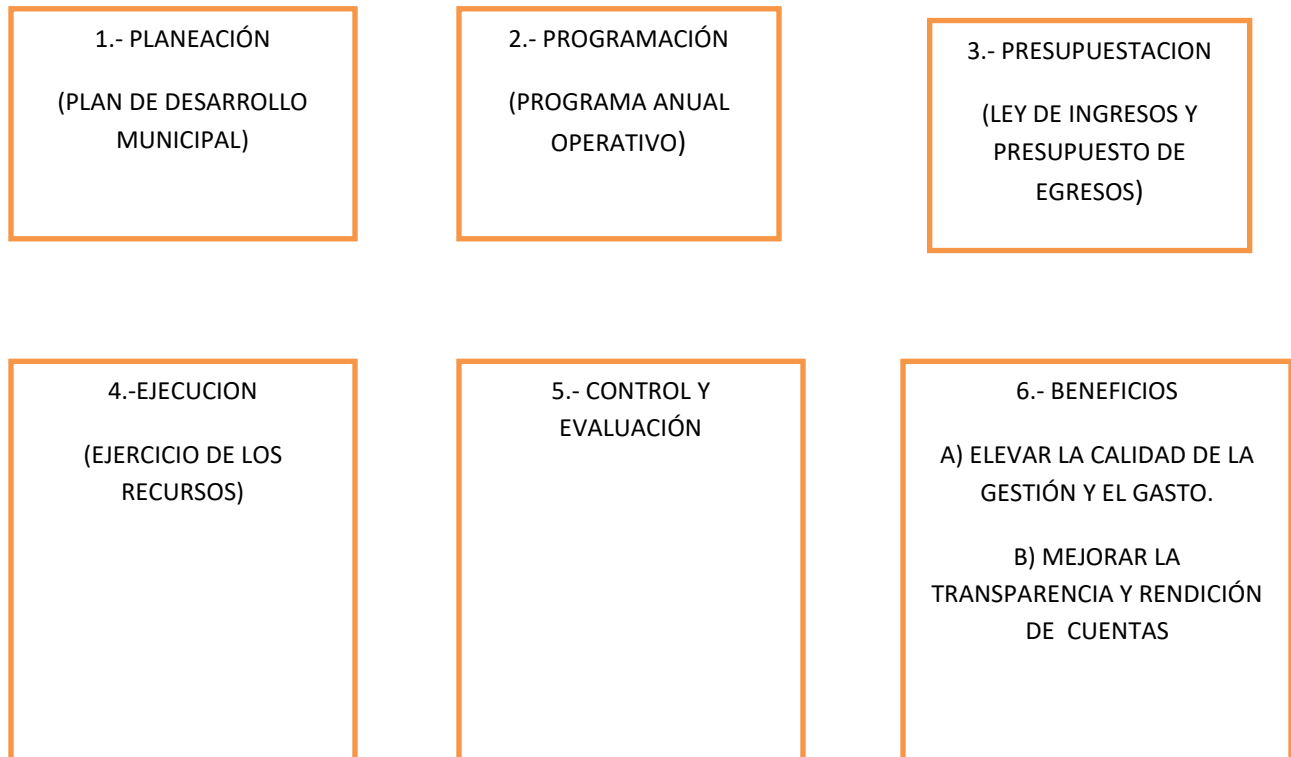 1.- PLANEACIÓN
(PLAN DE DESARROLLO
MUNICIPAL)
2.- PROGRAMACIÓN
(PROGRAMA ANUAL
OPERATIVO)
3.- PRESUPUESTACION
(LEY DE INGRESOS Y
PRESUPUESTO DE
EGRESOS)
4.-EJECUCION
(EJERCICIO DE LOS
RECURSOS)
5.- CONTROL Y
EVALUACIÓN
6.- BENEFICIOS
A) ELEVAR LA CALIDAD DE LA
GESTIÓN Y EL GASTO.
B) MEJORAR LA
TRANSPARENCIA Y RENDICIÓN
DE  CUENTAS